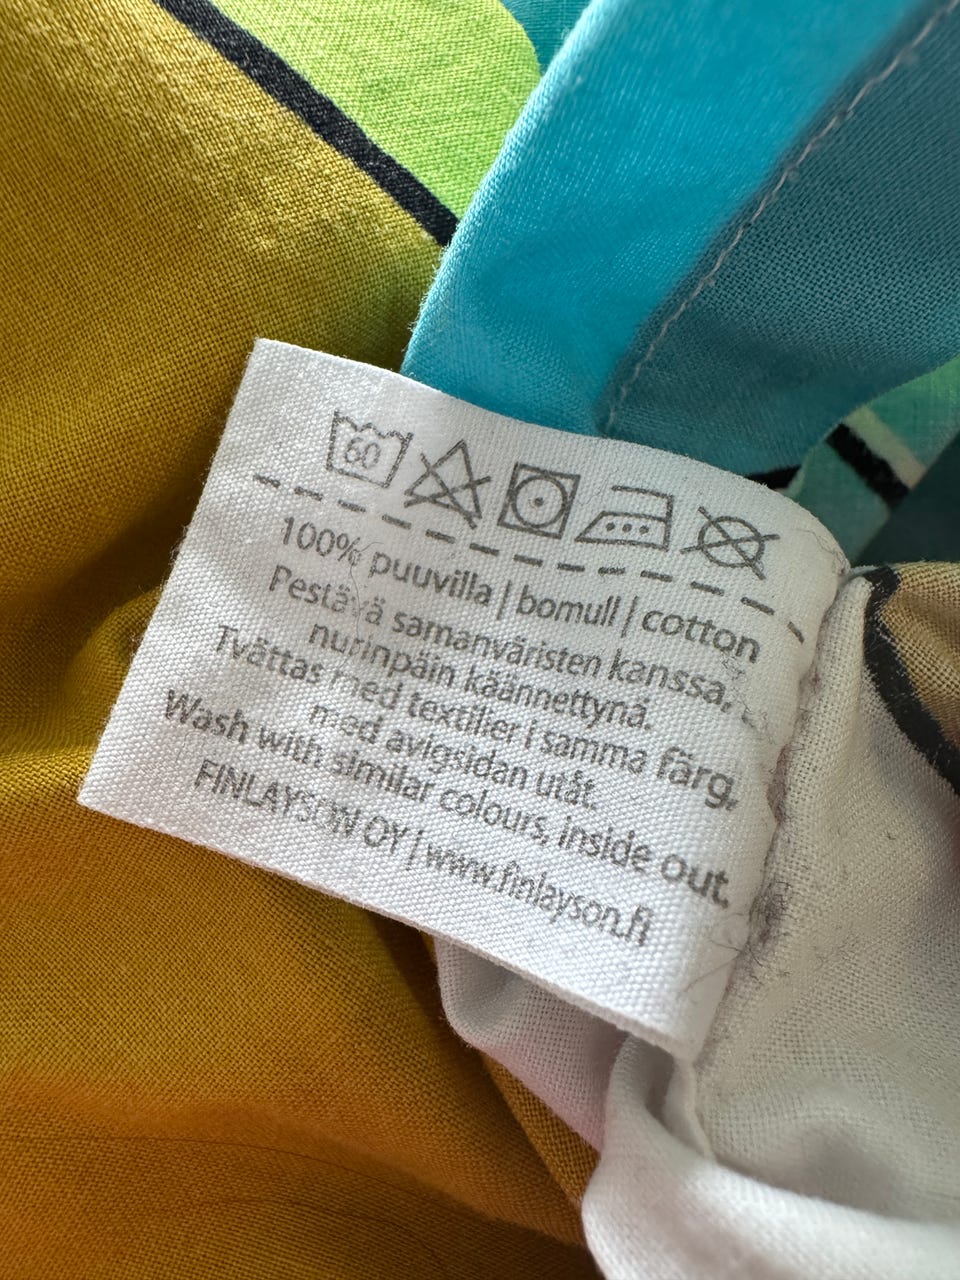 60
100% puuvilla | bomull | cotton
Pestävä samanväristen kanssa,
nurinpäin käännettynä.
Tvättas med textilier i samma färg,
med avigsidan utåt.
Wash with similar colours, inside out.
FINLAYSON OY | www.finlayson.fi